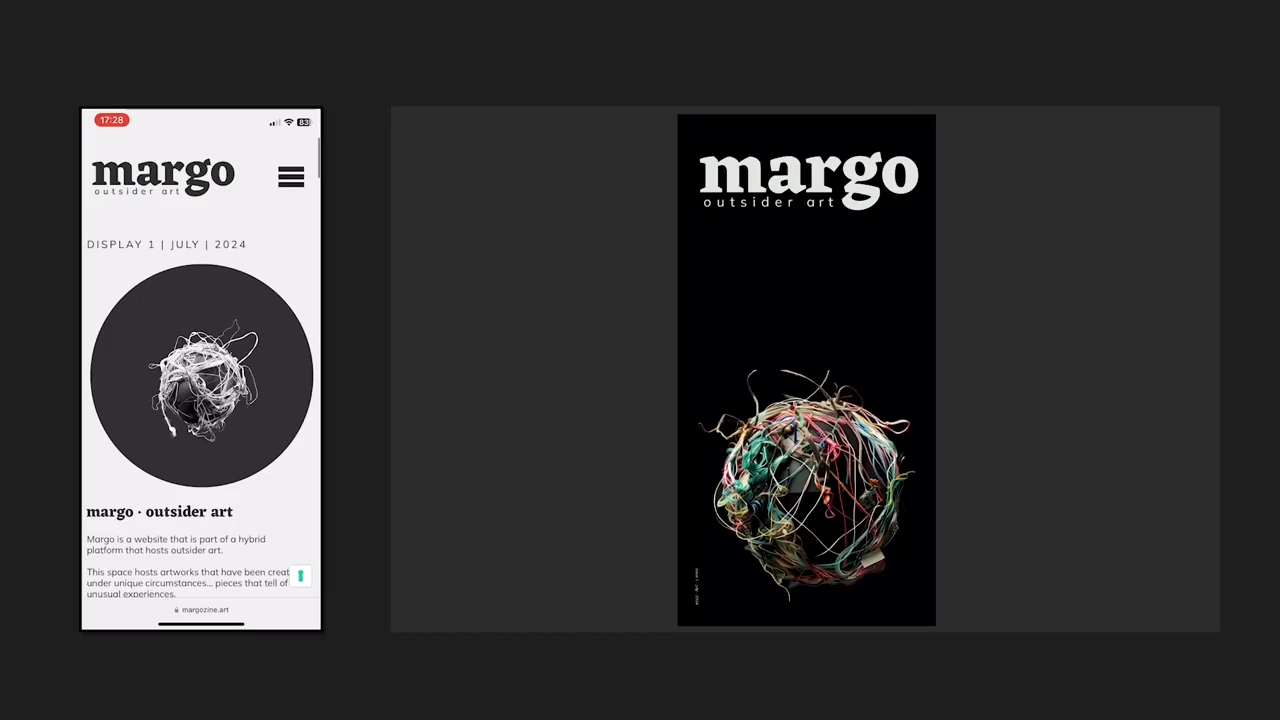 17:28
83
margo
outsider art
DISPLAY 1 | JULY | 2024
margo · outsider art
Margo is a website that is part of a hybrid
platform that hosts outsider art.
This space hosts artworks that have been creat
under unique circumstances... pieces that tell of
unusual experiences.
margozine.art
margo
outsider art